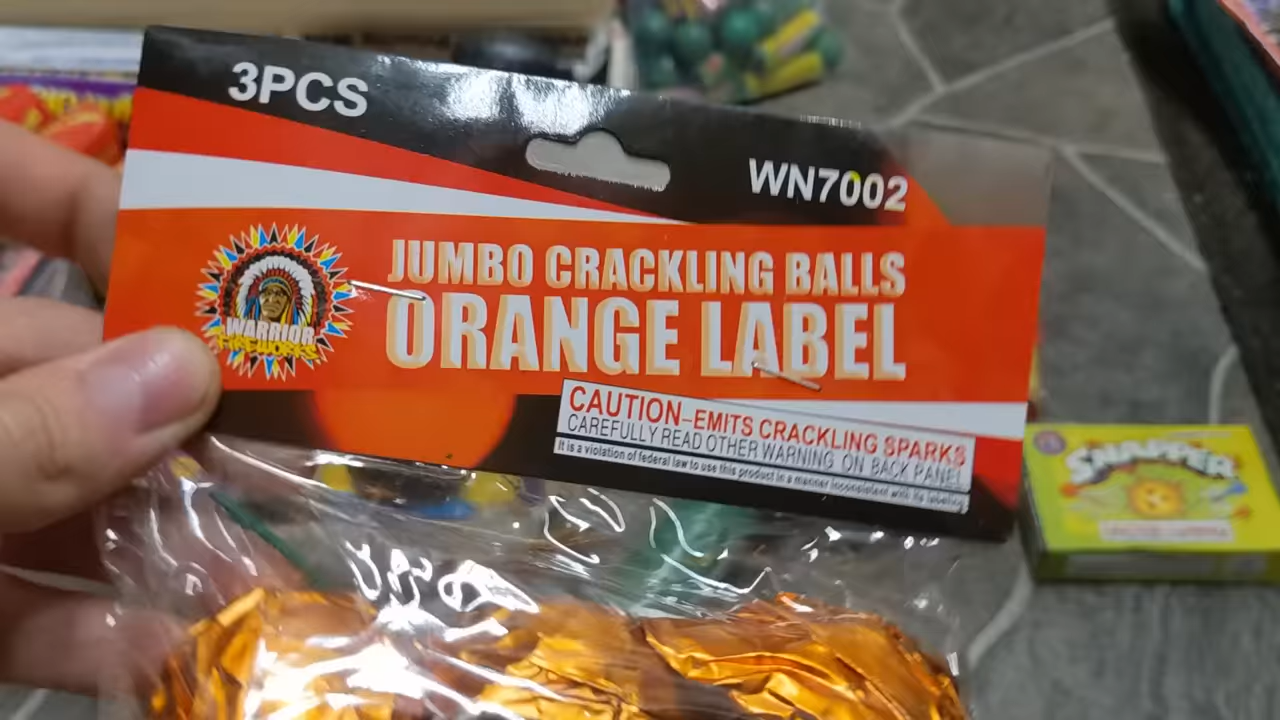 3PCS
WN7002
JUMBO CRACKLING BALLS
ORANGE LABEL
WARRIOR
FIREWORKS
CAUTION-EMITS CRACKLING SPARKS
CAREFULLY READ OTHER WARNING ON BACK PANEL
It is a violation of federal law to use this product in a manner inconsistent with its labeling
SNAPPER